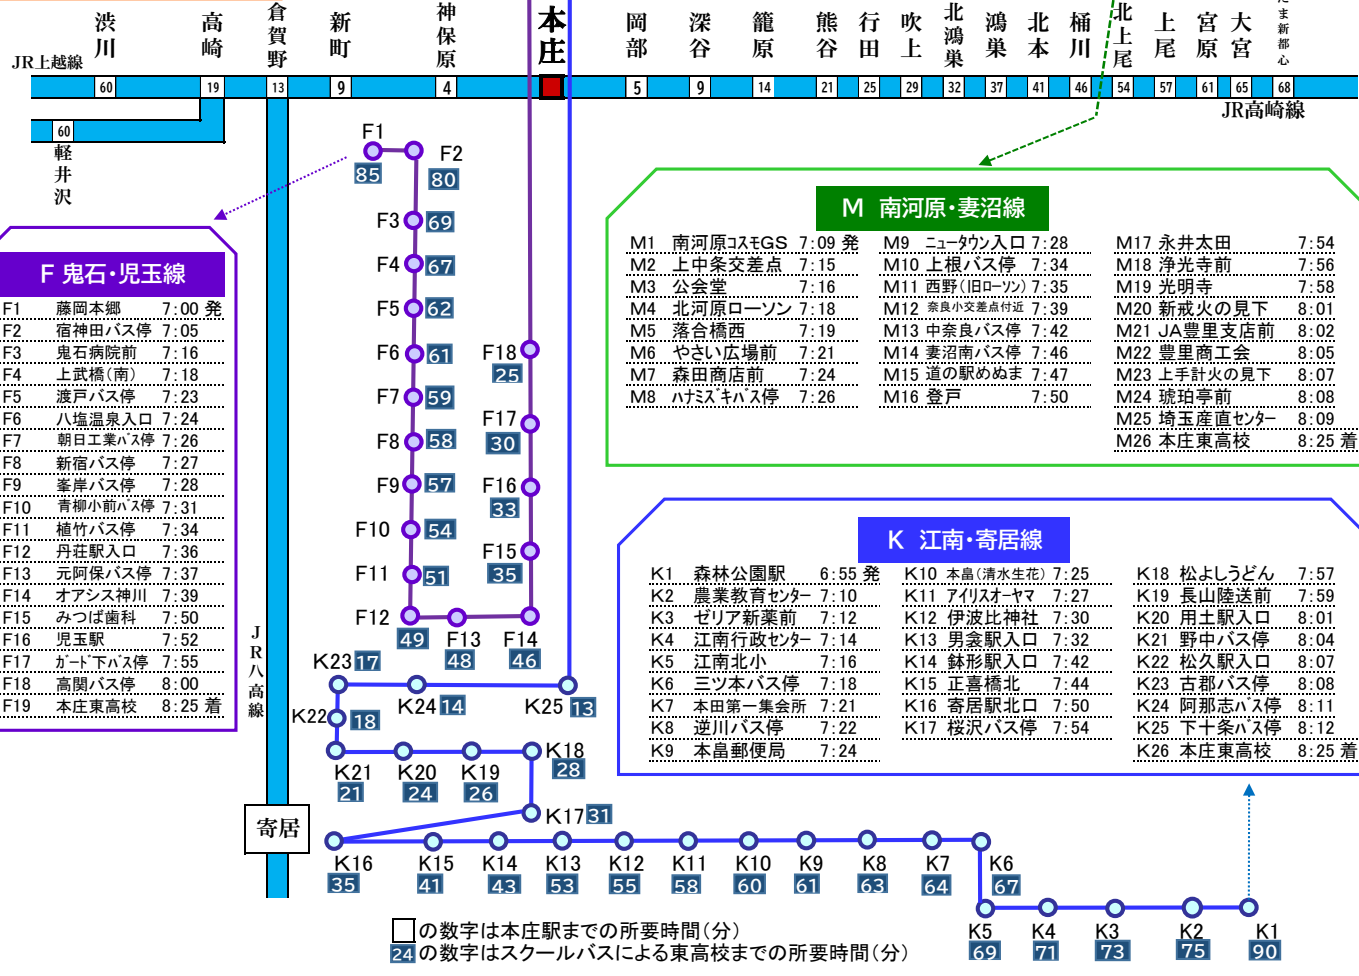 渋川
高崎
倉賀野
新町
神保原
本庄
岡部
深谷
籠原
熊谷
行田
吹上
北鴻巣
鴻巣
北本
桶川
北上尾
上尾
宮原
大宮
ま新都心
JR上越線
60 19 13 9 4 5 9 14 21 25 29 32 37 41 46 54 57 61 65 68
JR高崎線
60
軽井沢
JR八高線
寄居
F 鬼石・児玉線
F1 藤岡本郷 7:00 発
F2 宿神田バス停 7:05
F3 鬼石病院前 7:16
F4 上武橋(南) 7:18
F5 渡戸バス停 7:23
F6 八塩温泉入口 7:24
F7 朝日工業バス停 7:26
F8 新宿バス停 7:27
F9 峯岸バス停 7:28
F10 青柳小前バス停 7:31
F11 植竹バス停 7:34
F12 丹荘駅入口 7:36
F13 元阿保バス停 7:37
F14 オアシス神川 7:39
F15 みつば歯科 7:50
F16 児玉駅 7:52
F17 ガード下バス停 7:55
F18 高関バス停 8:00
F19 本庄東高校 8:25 着
F1 85
F2 80
F3 69
F4 67
F5 62
F6 61
F7 59
F8 58
F9 57
F10 54
F11 51
F12 49
F13 48
F14 46
F15 35
F16 33
F17 30
F18 25
M 南河原・妻沼線
M1 南河原コスモGS 7:09 発
M2 上中条交差点 7:15
M3 公会堂 7:16
M4 北河原ローソン 7:18
M5 落合橋西 7:19
M6 やさい広場前 7:21
M7 森田商店前 7:24
M8 ハナミズキバス停 7:26
M9 ニュータウン入口 7:28
M10 上根バス停 7:34
M11 西野(旧ローソン) 7:35
M12 奈良小交差点付近 7:39
M13 中奈良バス停 7:42
M14 妻沼南バス停 7:46
M15 道の駅めぬま 7:47
M16 登戸 7:50
M17 永井太田 7:54
M18 浄光寺前 7:56
M19 光明寺 7:58
M20 新戒火の見下 8:01
M21 JA豊里支店前 8:02
M22 豊里商工会 8:05
M23 上手計火の見下 8:07
M24 琥珀亭前 8:08
M25 埼玉産直センター 8:09
M26 本庄東高校 8:25 着
K 江南・寄居線
K1 森林公園駅 6:55 発
K2 農業教育センター 7:10
K3 ゼリア新薬前 7:12
K4 江南行政センター 7:14
K5 江南北小 7:16
K6 三ツ本バス停 7:18
K7 本田第一集会所 7:21
K8 逆川バス停 7:22
K9 本畠郵便局 7:24
K10 本畠(清水生花) 7:25
K11 アイリスオーヤマ 7:27
K12 伊波比神社 7:30
K13 男衾駅入口 7:32
K14 鉢形駅入口 7:42
K15 正喜橋北 7:44
K16 寄居駅北口 7:50
K17 桜沢バス停 7:54
K18 松よしうどん 7:57
K19 長山陸送前 7:59
K20 用土駅入口 8:01
K21 野中バス停 8:04
K22 松久駅入口 8:07
K23 古郡バス停 8:08
K24 阿那志バス停 8:11
K25 下十条バス停 8:12
K26 本庄東高校 8:25 着
K23 17
K24 14
K25 13
K22 18
K21 21
K20 24
K19 26
K18 28
K17 31
K16 35
K15 41
K14 43
K13 53
K12 55
K11 58
K10 60
K9 61
K8 63
K7 64
K6 67
K5 69
K4 71
K3 73
K2 75
K1 90
の数字は本庄駅までの所要時間(分)
24 の数字はスクールバスによる東高校までの所要時間(分)